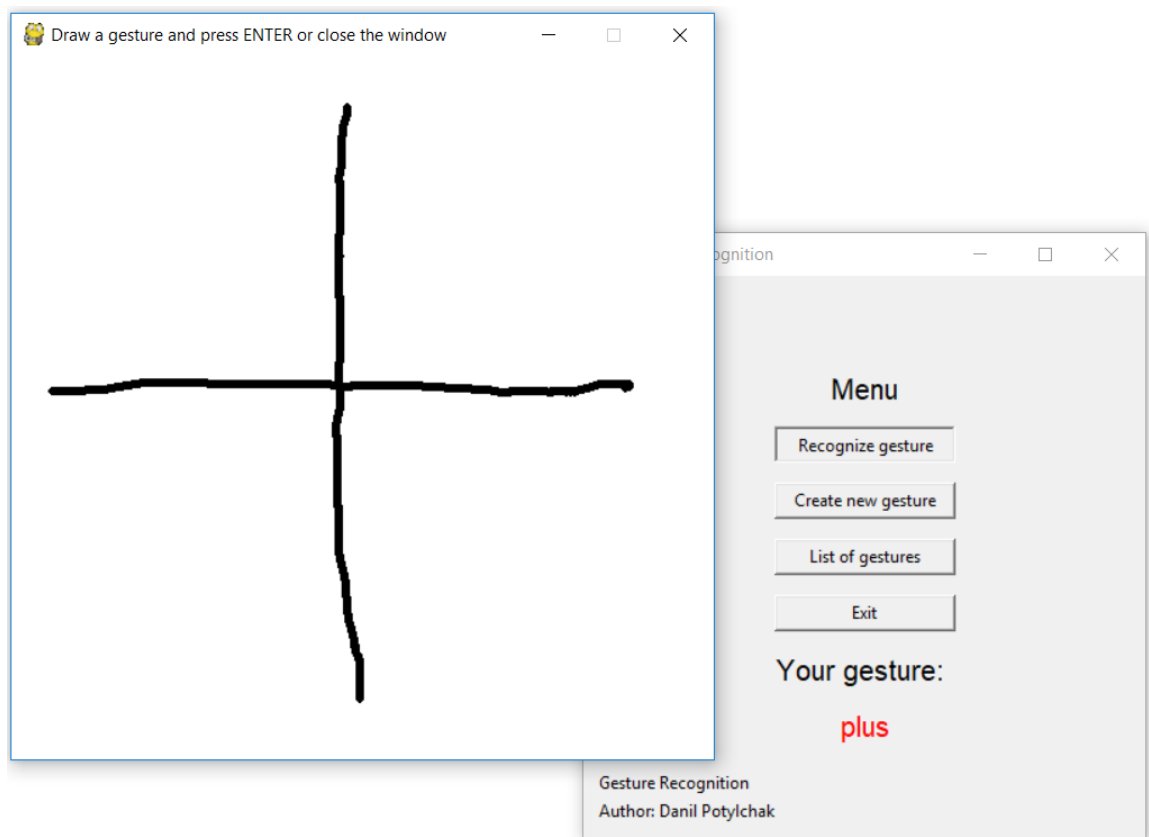 Draw a gesture and press ENTER or close the window
ognition
Menu
Recognize gesture
Create new gesture
List of gestures
Exit
Your gesture:
plus
Gesture Recognition
Author: Danil Potylchak